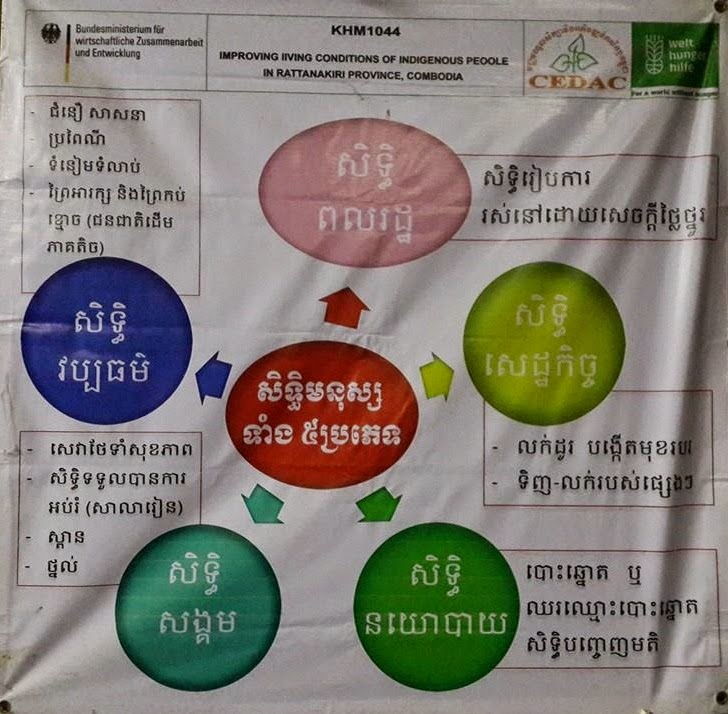 Bundesministerium für
wirtschaftliche Zusammenarbeit
und Entwicklung
KHM1044
IMPROVING IIVING CONDITIONS OF INDIGENOUS PEOOLE
IN RATTANAKIRI PROVINCE, COMBODIA
CEDAC
welt
hunger
hilfe
For a world without hunger
- ជំនឿ សាសនា
ប្រពៃណី
- ទំនៀមទំលាប់
- ព្រៃអារក្ស និងព្រៃកប់
ខ្មោច (ជនជាតិដើម
ភាគតិច)
សិទ្ធិ
ពលរដ្ឋ
សិទ្ធិរៀបការ
រស់នៅដោយសេចក្តីថ្លៃថ្នូរ
សិទ្ធិ
វប្បធម៌
សិទ្ធិ
សេដ្ឋកិច្ច
សិទ្ធិមនុស្ស
ទាំង ៥ប្រភេទ
- សេវាថែទាំសុខភាព
- សិទ្ធិទទួលបានការ
អប់រំ (សាលារៀន)
- ស្ពាន
- ថ្នល់
- លក់ដូរ បង្កើតមុខរបរ
- ទិញ-លក់របស់ផ្សេងៗ
សិទ្ធិ
សង្គម
សិទ្ធិ
នយោបាយ
បោះឆ្នោត ឬ
ឈរឈ្មោះបោះឆ្នោត
សិទ្ធិបញ្ចេញមតិ